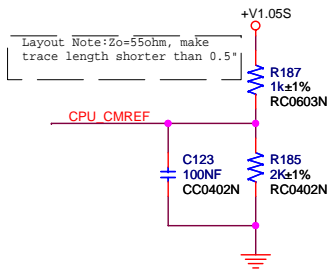 +V1.05S
Layout Note:Zo=55ohm, make
trace length shorter than 0.5"
R187
1k±1%
RC0603N
CPU_CMREF
C123
100NF
CC0402N
R185
2K±1%
RC0402N